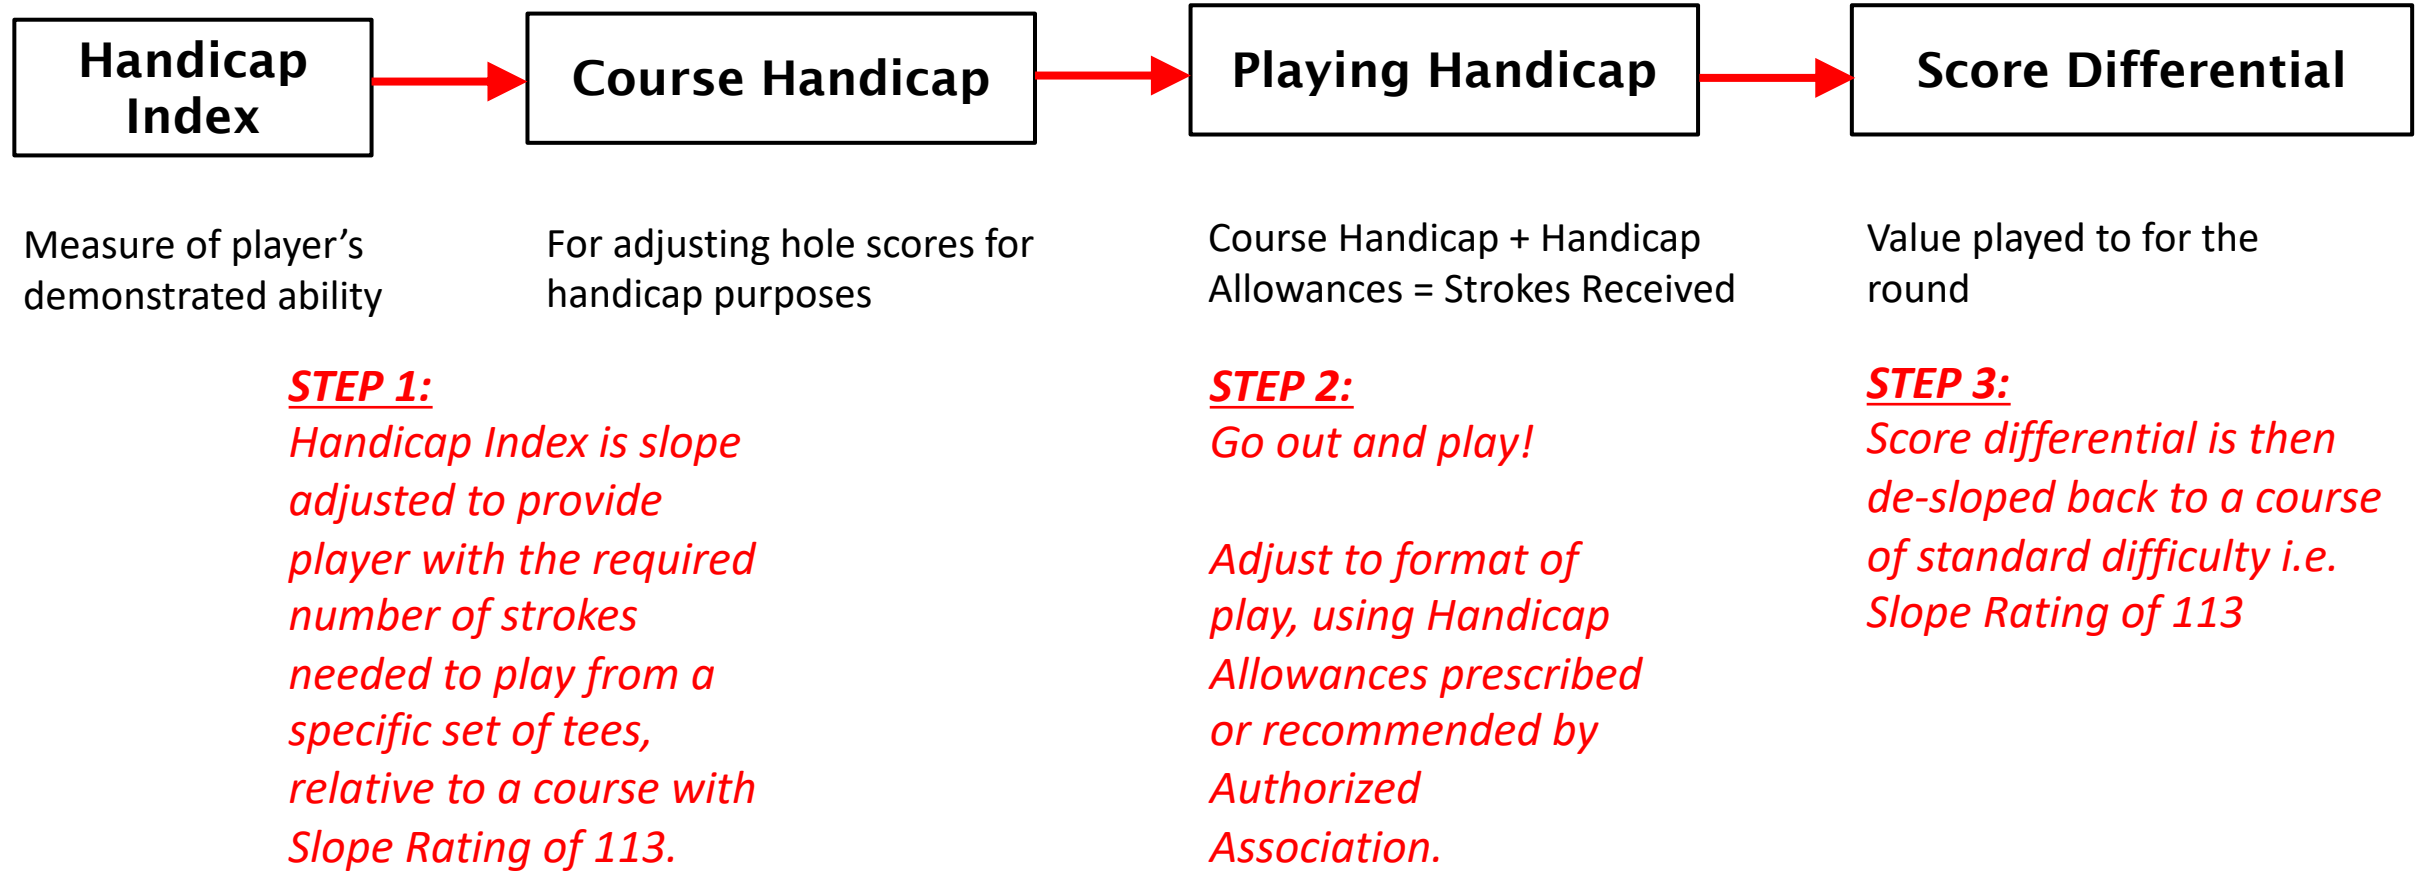 Handicap
Index
Course Handicap
Playing Handicap
Score Differential
Measure of player’s
demonstrated ability
For adjusting hole scores for
handicap purposes
Course Handicap + Handicap
Allowances = Strokes Received
Value played to for the
round
STEP 1:
Handicap Index is slope
adjusted to provide
player with the required
number of strokes
needed to play from a
specific set of tees,
relative to a course with
Slope Rating of 113.
STEP 2:
Go out and play!
Adjust to format of
play, using Handicap
Allowances prescribed
or recommended by
Authorized
Association.
STEP 3:
Score differential is then
de-sloped back to a course
of standard difficulty i.e.
Slope Rating of 113